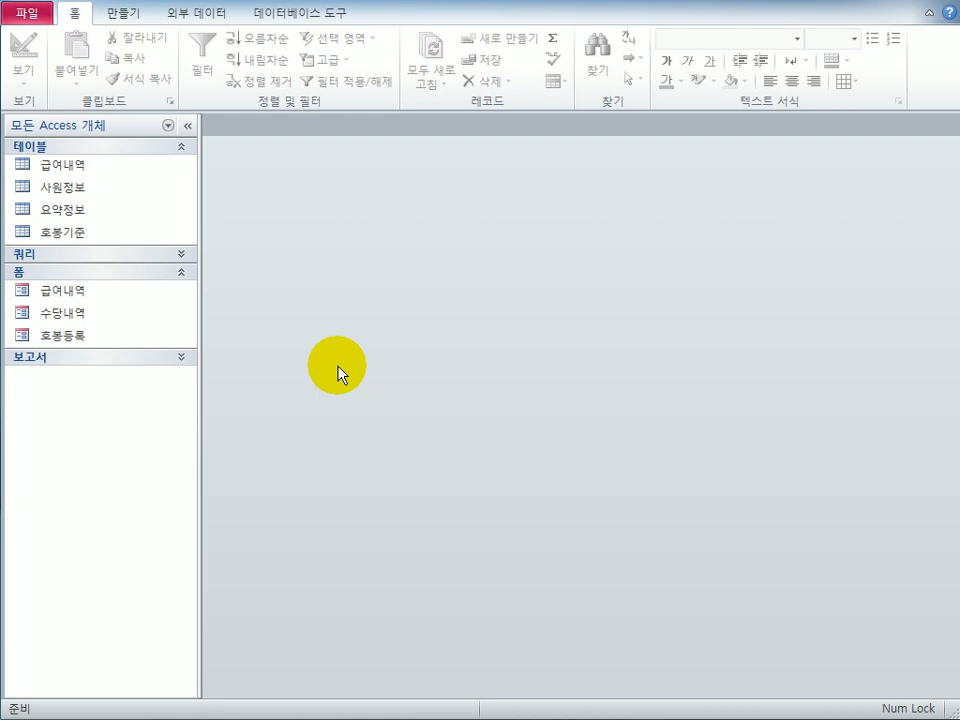 파일 홈 만들기 외부 데이터 데이터베이스 도구
보기
보기
붙여넣기 잘라내기
복사
서식 복사
클립보드
필터 오름차순 선택 영역
내림차순 고급
정렬 제거 필터 적용/해제
정렬 및 필터
모두 새로
고침
새로 만들기 Σ
저장
삭제
레코드
찾기
찾기
가 가 가
가
텍스트 서식
모든 Access 개체 «
테이블
급여내역
사원정보
요약정보
호봉기준
쿼리
폼
급여내역
수당내역
호봉등록
보고서
준비 Num Lock